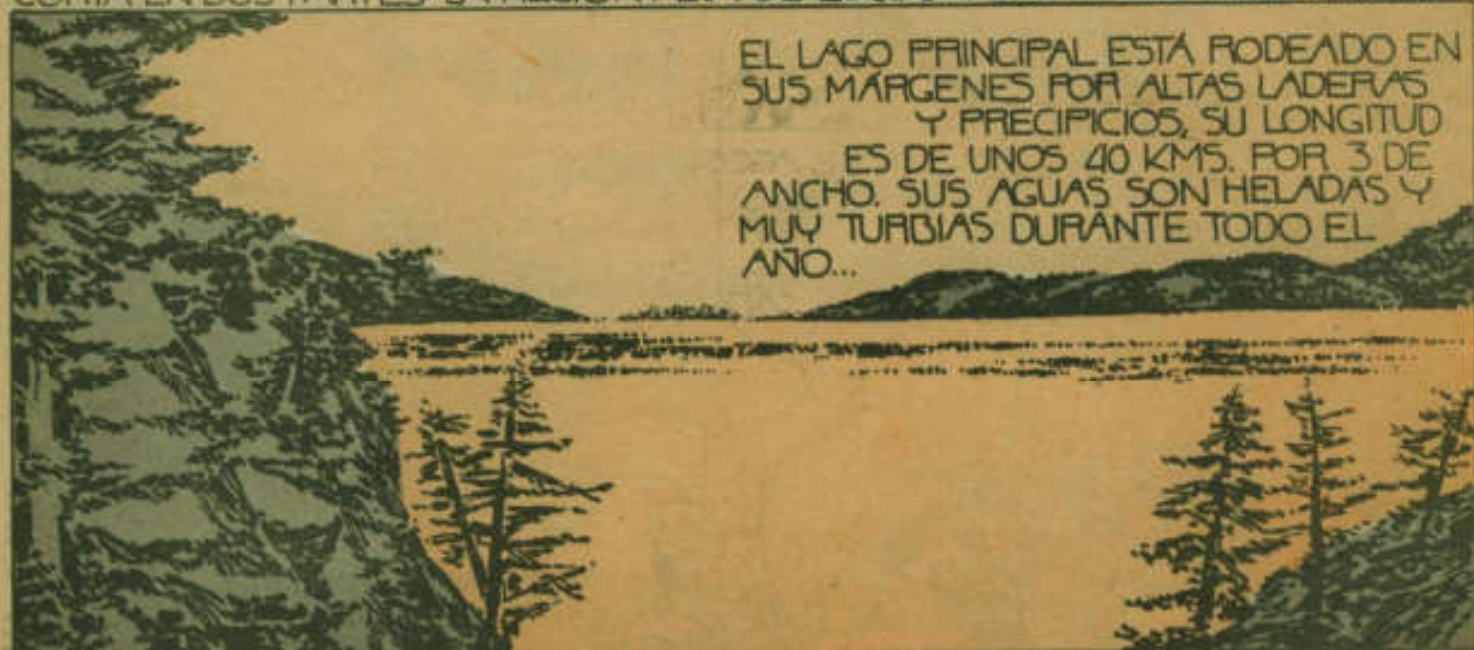 EL LAGO PRINCIPAL ESTÁ RODEADO EN
SUS MÁRGENES POR ALTAS LADERAS
Y PRECIPICIOS, SU LONGITUD
ES DE UNOS 40 KMS. POR 3 DE
ANCHO. SUS AGUAS SON HELADAS Y
MUY TURBIAS DURANTE TODO EL
AÑO...